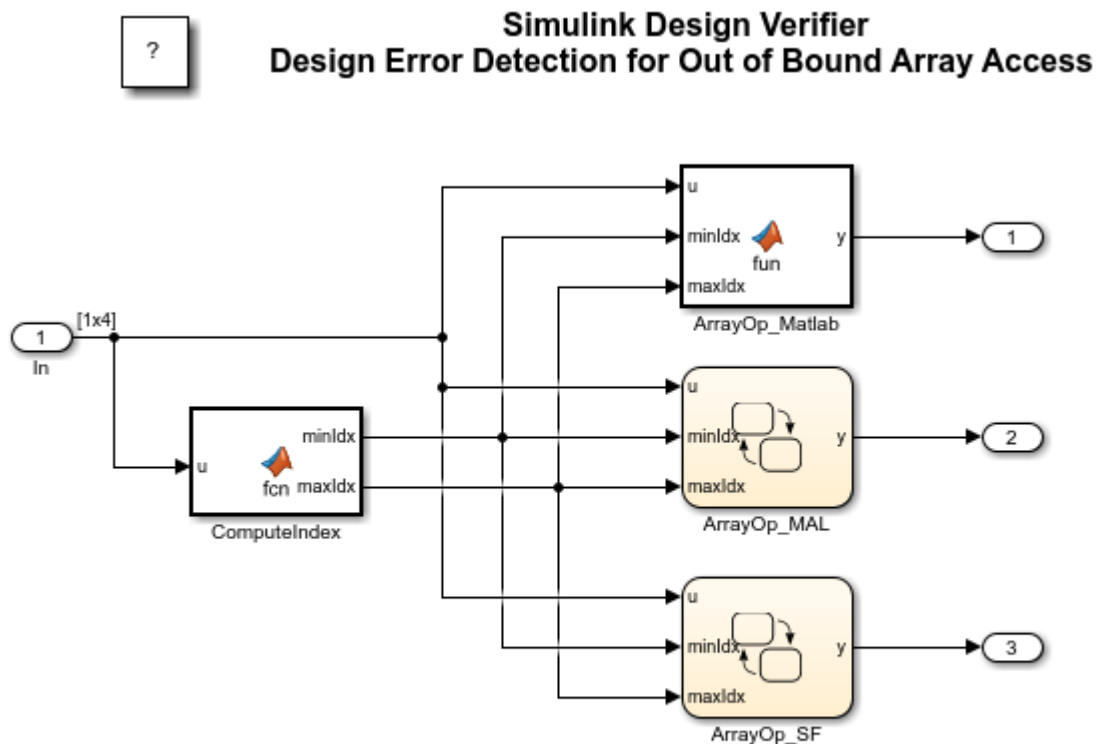 ?
Simulink Design Verifier
Design Error Detection for Out of Bound Array Access
u
minIdx
maxIdx
fun
y
1
ArrayOp_Matlab
1
[1x4]
In
u
fcn
minIdx
maxIdx
ComputeIndex
u
minIdx
maxIdx
y
2
ArrayOp_MAL
u
minIdx
maxIdx
y
3
ArrayOp_SF